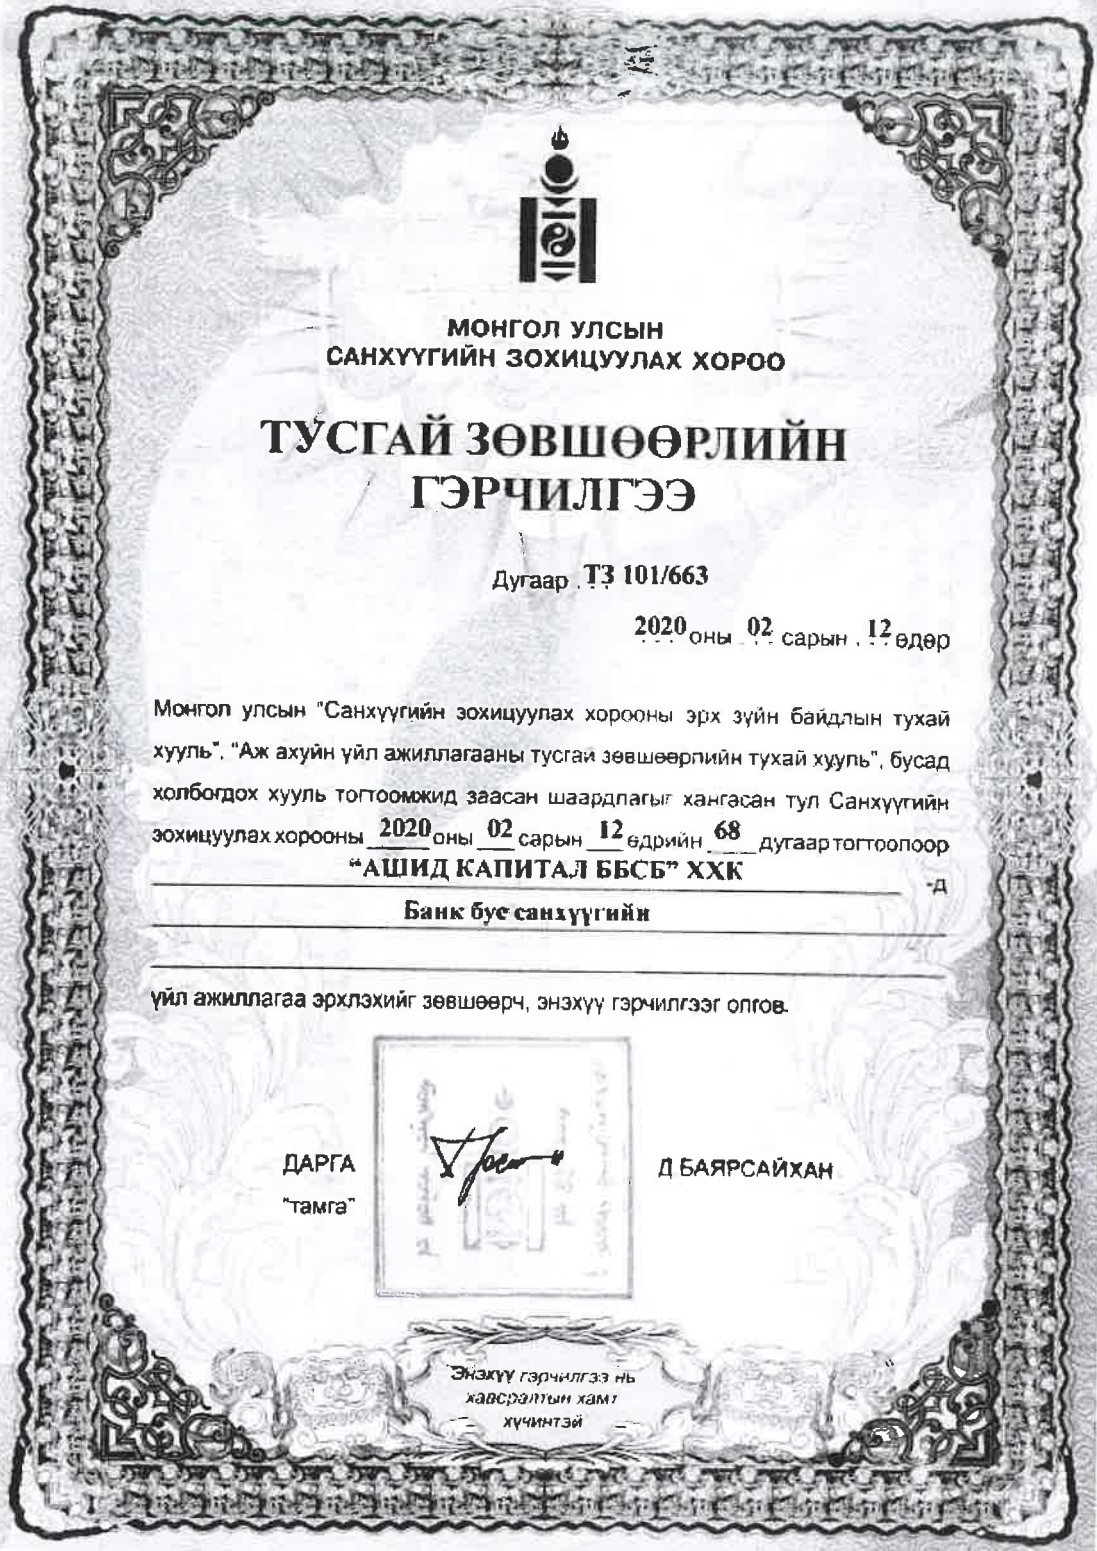 МОНГОЛ УЛСЫН
САНХҮҮГИЙН ЗОХИЦУУЛАХ ХОРОО
ТУСГАЙ ЗӨВШӨӨРЛИЙН
ГЭРЧИЛГЭЭ
Дугаар . ТЗ 101/663
2020 оны 02 сарын 12 өдөр
Монгол улсын "Санхүүгийн зохицуулах хорооны эрх зүйн байдлын тухай
хууль", "Аж ахуйн үйл ажиллагааны тусгай зөвшөөрлийн тухай хууль", бусад
холбогдох хууль тогтоомжид заасан шаардлагыг хангасан тул Санхүүгийн
зохицуулах хорооны 2020 оны 02 сарын 12 өдрийн 68 дугаар тогтоолоор
"АШИД КАПИТАЛ ББСБ" ХХК -д
Банк бус санхүүгийн
үйл ажиллагаа эрхлэхийг зөвшөөрч, энэхүү гэрчилгээг олгов.
ДАРГА Д БАЯРСАЙХАН
"тамга"
Энэхүү гэрчилгээ нь
хавсралтын хамт
хүчинтэй